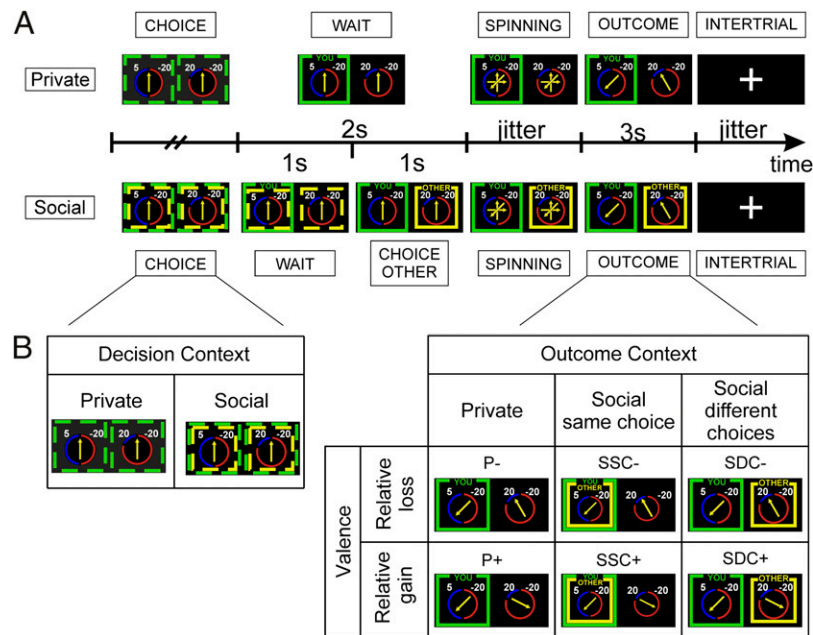 A
CHOICE WAIT SPINNING OUTCOME INTERTRIAL
Private
5 -20 20 -20
YOU
5 -20 20 -20
YOU
5 -20 20 -20
YOU
5 -20 20 -20
2s jitter 3s jitter
1s 1s time
Social
5 -20 20 -20
YOU
5 -20 20 -20
YOU OTHER
5 -20 20 -20
YOU OTHER
5 -20 20 -20
YOU OTHER
5 -20 20 -20
CHOICE WAIT CHOICE OTHER SPINNING OUTCOME INTERTRIAL
B
Decision Context
Private Social
5 -20 20 -20
5 -20 20 -20
Outcome Context
Private
Social
same choice
Social
different
choices
Valence
Relative
loss
P- SSC- SDC-
YOU
5 -20 20 -20
YOU
OTHER
5 -20 20 -20
YOU OTHER
5 -20 20 -20
Relative
gain
P+ SSC+ SDC+
YOU
5 -20 20 -20
YOU
OTHER
5 -20 20 -20
YOU OTHER
5 -20 20 -20